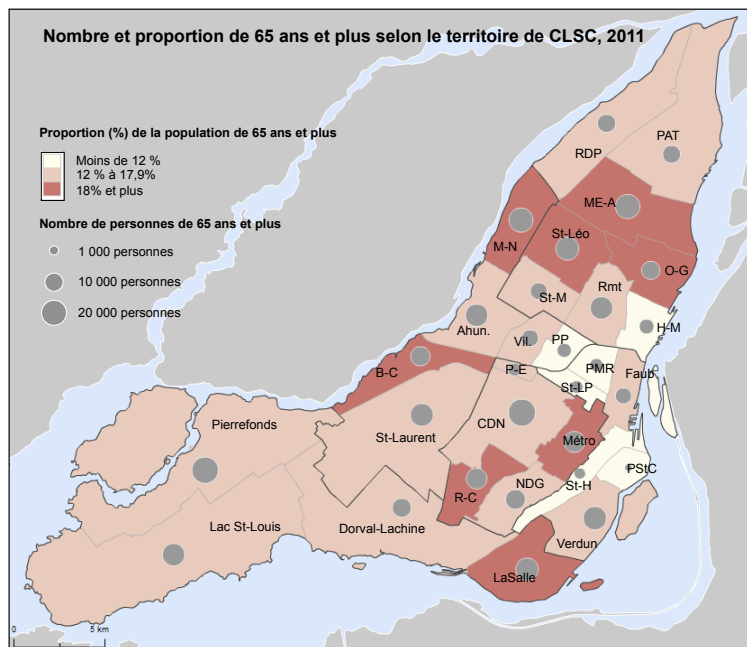 Nombre et proportion de 65 ans et plus selon le territoire de CLSC, 2011
Proportion (%) de la population de 65 ans et plus
Moins de 12 %
12 % à 17,9%
18% et plus
Nombre de personnes de 65 ans et plus
1 000 personnes
10 000 personnes
20 000 personnes
RDP
PAT
ME-A
M-N
St-Léo
O-G
St-M
Rmt
H-M
Ahun.
Vil.
PP
B-C
P-E
PMR
St-LP
Faub.
Pierrefonds
St-Laurent
CDN
Métro
R-C
NDG
St-H
PStC
Lac St-Louis
Dorval-Lachine
Verdun
LaSalle
0 5 km